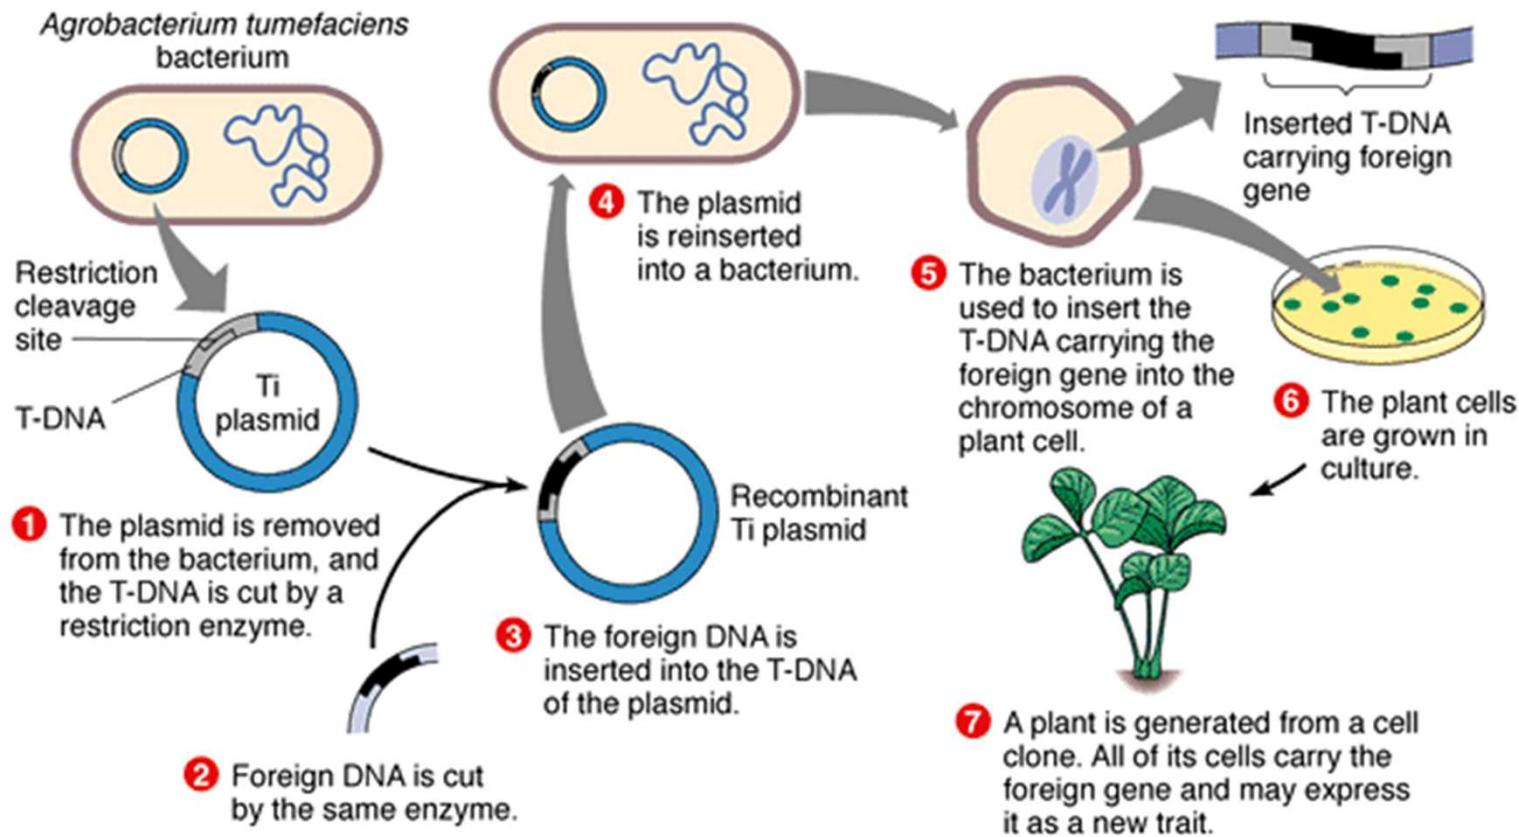 Agrobacterium tumefaciens
bacterium
Restriction
cleavage
site
T-DNA
Ti
plasmid
1 The plasmid is removed
from the bacterium, and
the T-DNA is cut by a
restriction enzyme.
2 Foreign DNA is cut
by the same enzyme.
Recombinant
Ti plasmid
3 The foreign DNA is
inserted into the T-DNA
of the plasmid.
4 The plasmid
is reinserted
into a bacterium.
5 The bacterium is
used to insert the
T-DNA carrying the
foreign gene into the
chromosome of a
plant cell.
Inserted T-DNA
carrying foreign
gene
6 The plant cells
are grown in
culture.
7 A plant is generated from a cell
clone. All of its cells carry the
foreign gene and may express
it as a new trait.